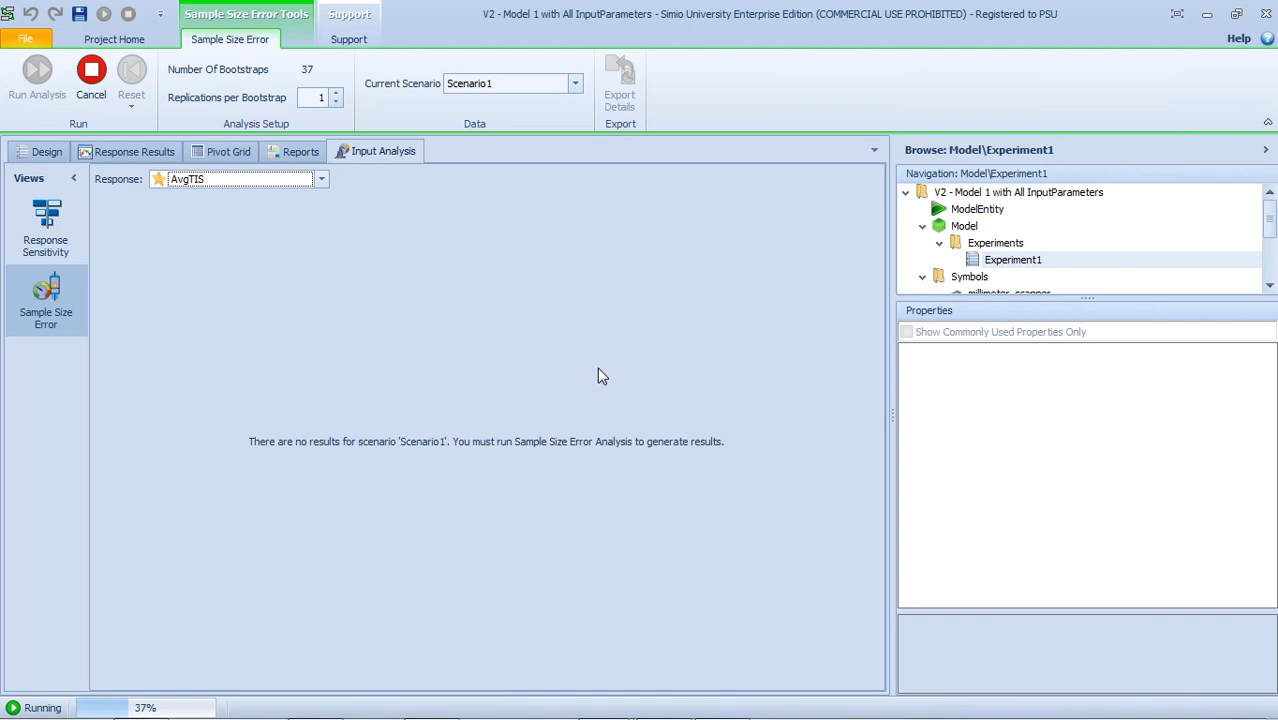 Sample Size Error Tools Support V2 - Model 1 with All InputParameters - Simio University Enterprise Edition (COMMERCIAL USE PROHIBITED) - Registered to PSU
File Project Home Sample Size Error Support Help
Number Of Bootstraps 37
Run Analysis Cancel Reset Replications per Bootstrap 1 Current Scenario Scenario1 Export Details
Run Analysis Setup Data Export
Design Response Results Pivot Grid Reports Input Analysis
Views
Response: AvgTIS
Response
Sensitivity
Sample Size
Error
There are no results for scenario 'Scenario1'. You must run Sample Size Error Analysis to generate results.
Browse: Model\Experiment1
Navigation: Model\Experiment1
V2 - Model 1 with All InputParameters
ModelEntity
Model
Experiments
Experiment1
Symbols
millimeter_scanner
Properties
Show Commonly Used Properties Only
Running 37%